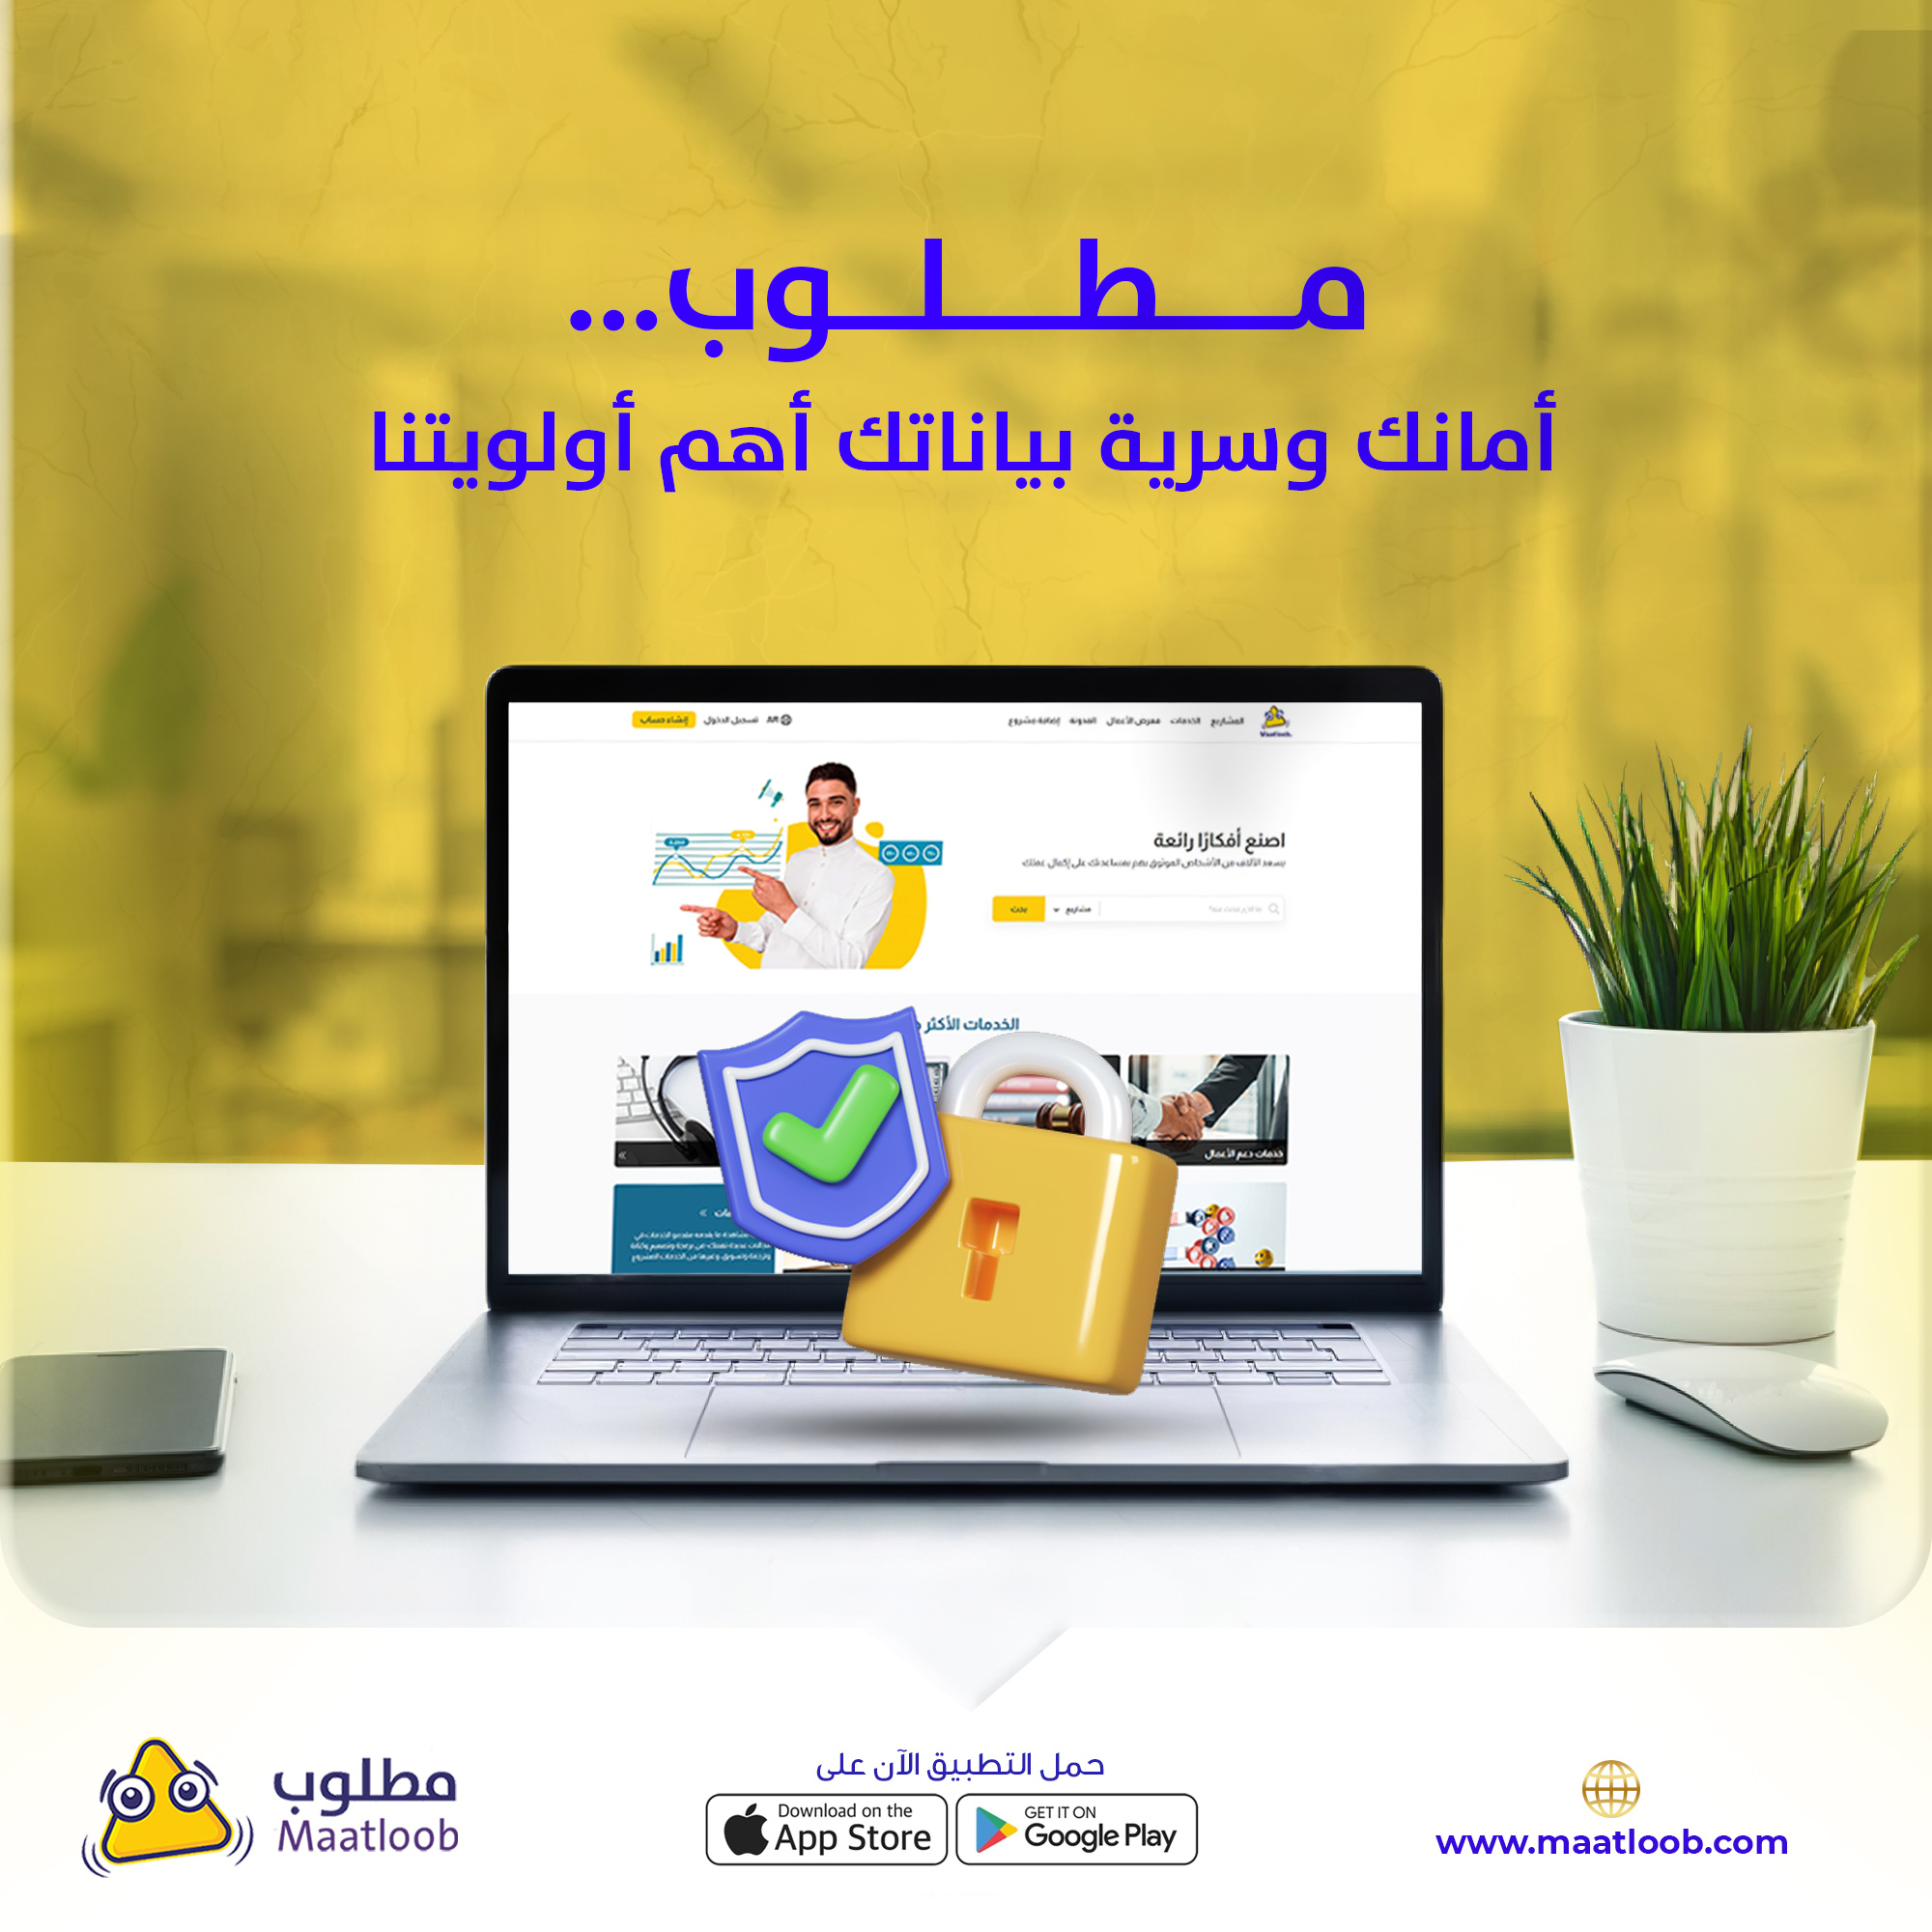 مطلوب...
أمانك وسرية بياناتك أهم أولويتنا
المشاريع الخدمات معرض الأعمال المدونة إضافة مشروع
AR تسجيل الدخول إنشاء حساب
اصنع أفكارًا رائعة
يسعد الآلاف من الأشخاص الموثوق بهم بمساعدتك على إكمال عملك
مشاريع
بحث
الخدمات الأكثر
خدمات دعم الأعمال
مطلوب
Maatloob
حمل التطبيق الآن على
Download on the
App Store
GET IT ON
Google Play
www.maatloob.com